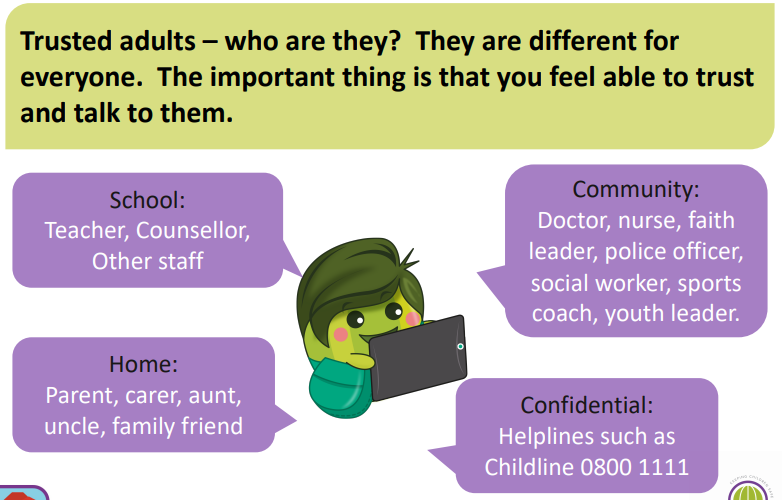 Trusted adults – who are they?  They are different for
everyone.  The important thing is that you feel able to trust
and talk to them.
School:
Teacher, Counsellor,
Other staff
Community:
Doctor, nurse, faith
leader, police officer,
social worker, sports
coach, youth leader.
Home:
Parent, carer, aunt,
uncle, family friend
Confidential:
Helplines such as
Childline 0800 1111